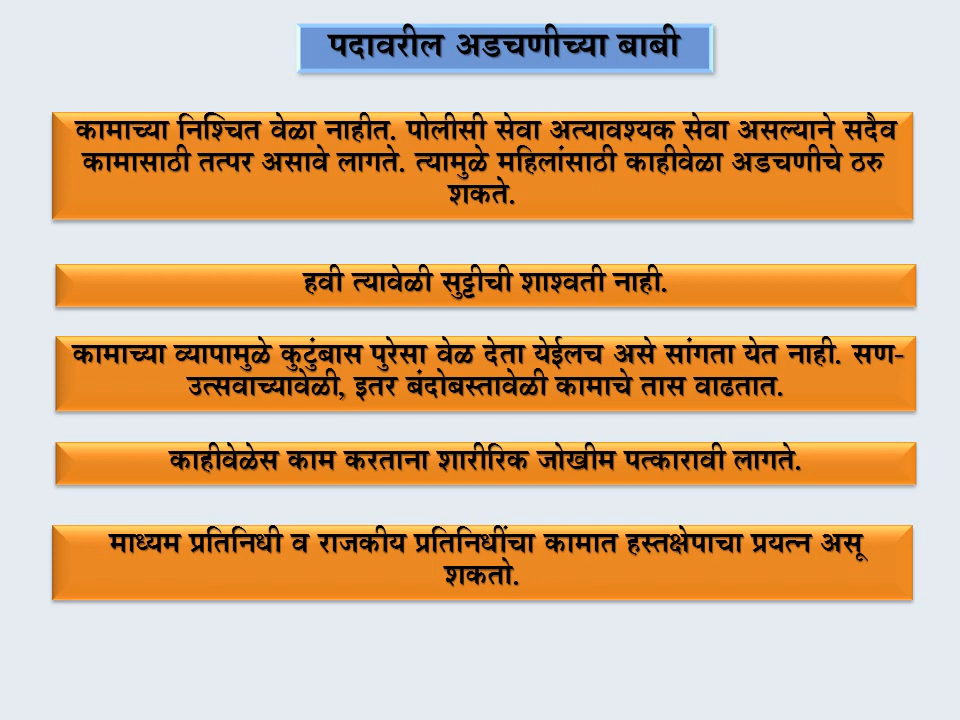 पदावरील अडचणीच्या बाबी
कामाच्या निश्चित वेळा नाहीत. पोलीसी सेवा अत्यावश्यक सेवा असल्याने सदैव
कामासाठी तत्पर असावे लागते. त्यामुळे महिलांसाठी काहीवेळा अडचणीचे ठरु
शकते.
हवी त्यावेळी सुट्टीची शाश्वती नाही.
कामाच्या व्यापामुळे कुटुंबास पुरेसा वेळ देता येईलच असे सांगता येत नाही. सण-
उत्सवाच्यावेळी, इतर बंदोबस्तावेळी कामाचे तास वाढतात.
काहीवेळेस काम करताना शारीरिक जोखीम पत्कारावी लागते.
माध्यम प्रतिनिधी व राजकीय प्रतिनिधींचा कामात हस्तक्षेपाचा प्रयत्न असू
शकतो.